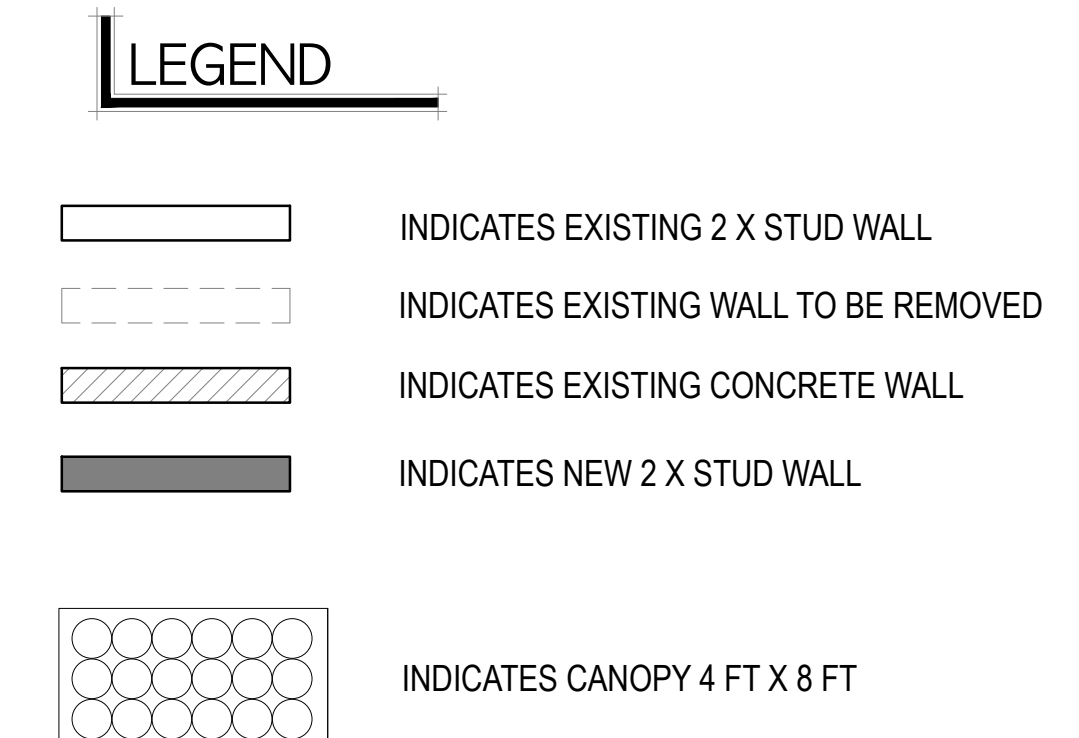 LEGEND
INDICATES EXISTING 2 X STUD WALL
INDICATES EXISTING WALL TO BE REMOVED
INDICATES EXISTING CONCRETE WALL
INDICATES NEW 2 X STUD WALL
INDICATES CANOPY 4 FT X 8 FT